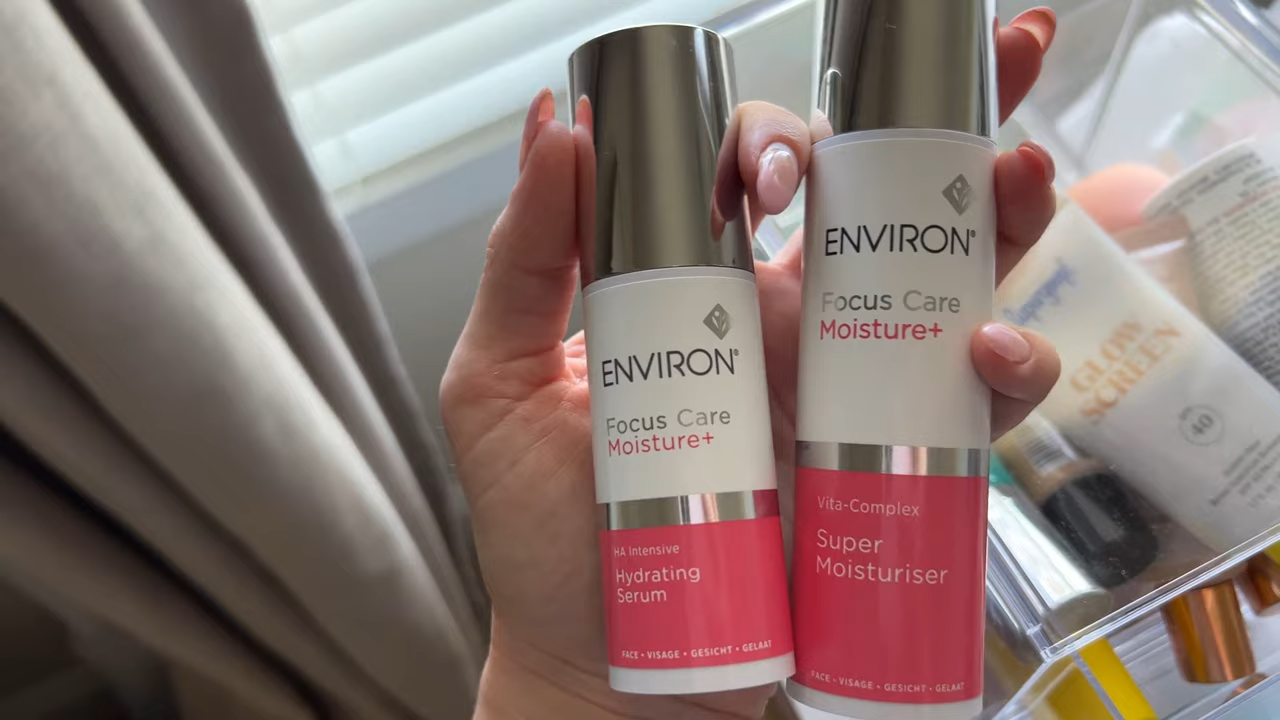 ENVIRON®
Focus Care
Moisture+
HA Intensive
Hydrating
Serum
FACE • VISAGE • GESICHT • GELAAT
ENVIRON®
Focus Care
Moisture+
Vita-Complex
Super
Moisturiser
FACE • VISAGE • GESICHT • GELAAT
Supergoop!
GLOW
SCREEN
SPF
40